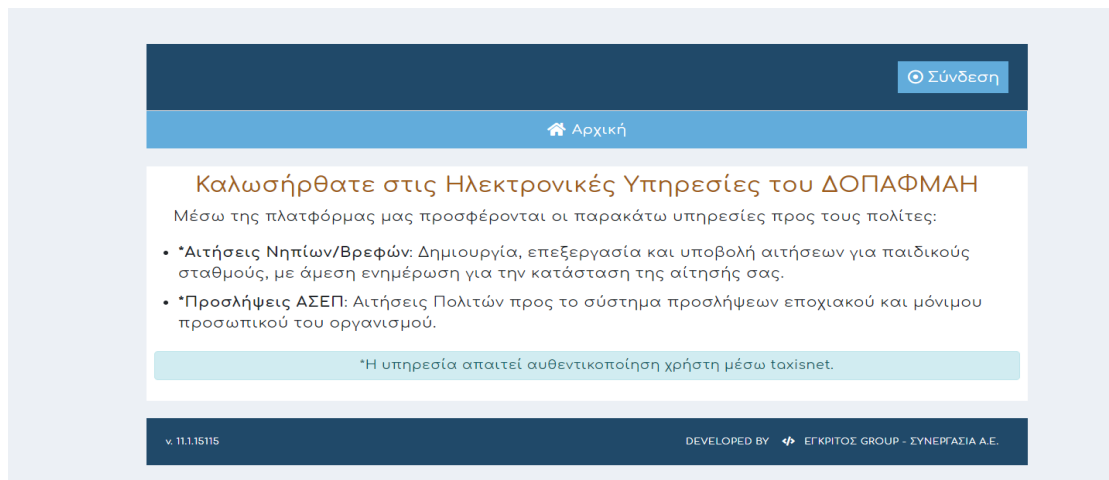 Σύνδεση
Αρχική
Καλωσήρθατε στις Ηλεκτρονικές Υπηρεσίες του ΔΟΠΑΦΜΑΗ
Μέσω της πλατφόρμας μας προσφέρονται οι παρακάτω υπηρεσίες προς τους πολίτες:
• *Αιτήσεις Νηπίων/Βρεφών: Δημιουργία, επεξεργασία και υποβολή αιτήσεων για παιδικούς
σταθμούς, με άμεση ενημέρωση για την κατάσταση της αίτησής σας.
• *Προσλήψεις ΑΣΕΠ: Αιτήσεις Πολιτών προς το σύστημα προσλήψεων εποχιακού και μόνιμου
προσωπικού του οργανισμού.
*Η υπηρεσία απαιτεί αυθεντικοποίηση χρήστη μέσω taxisnet.
v. 11.1.15115
DEVELOPED BY </> ΕΓΚΡΙΤΟΣ GROUP - ΣΥΝΕΡΓΑΣΙΑ Α.Ε.